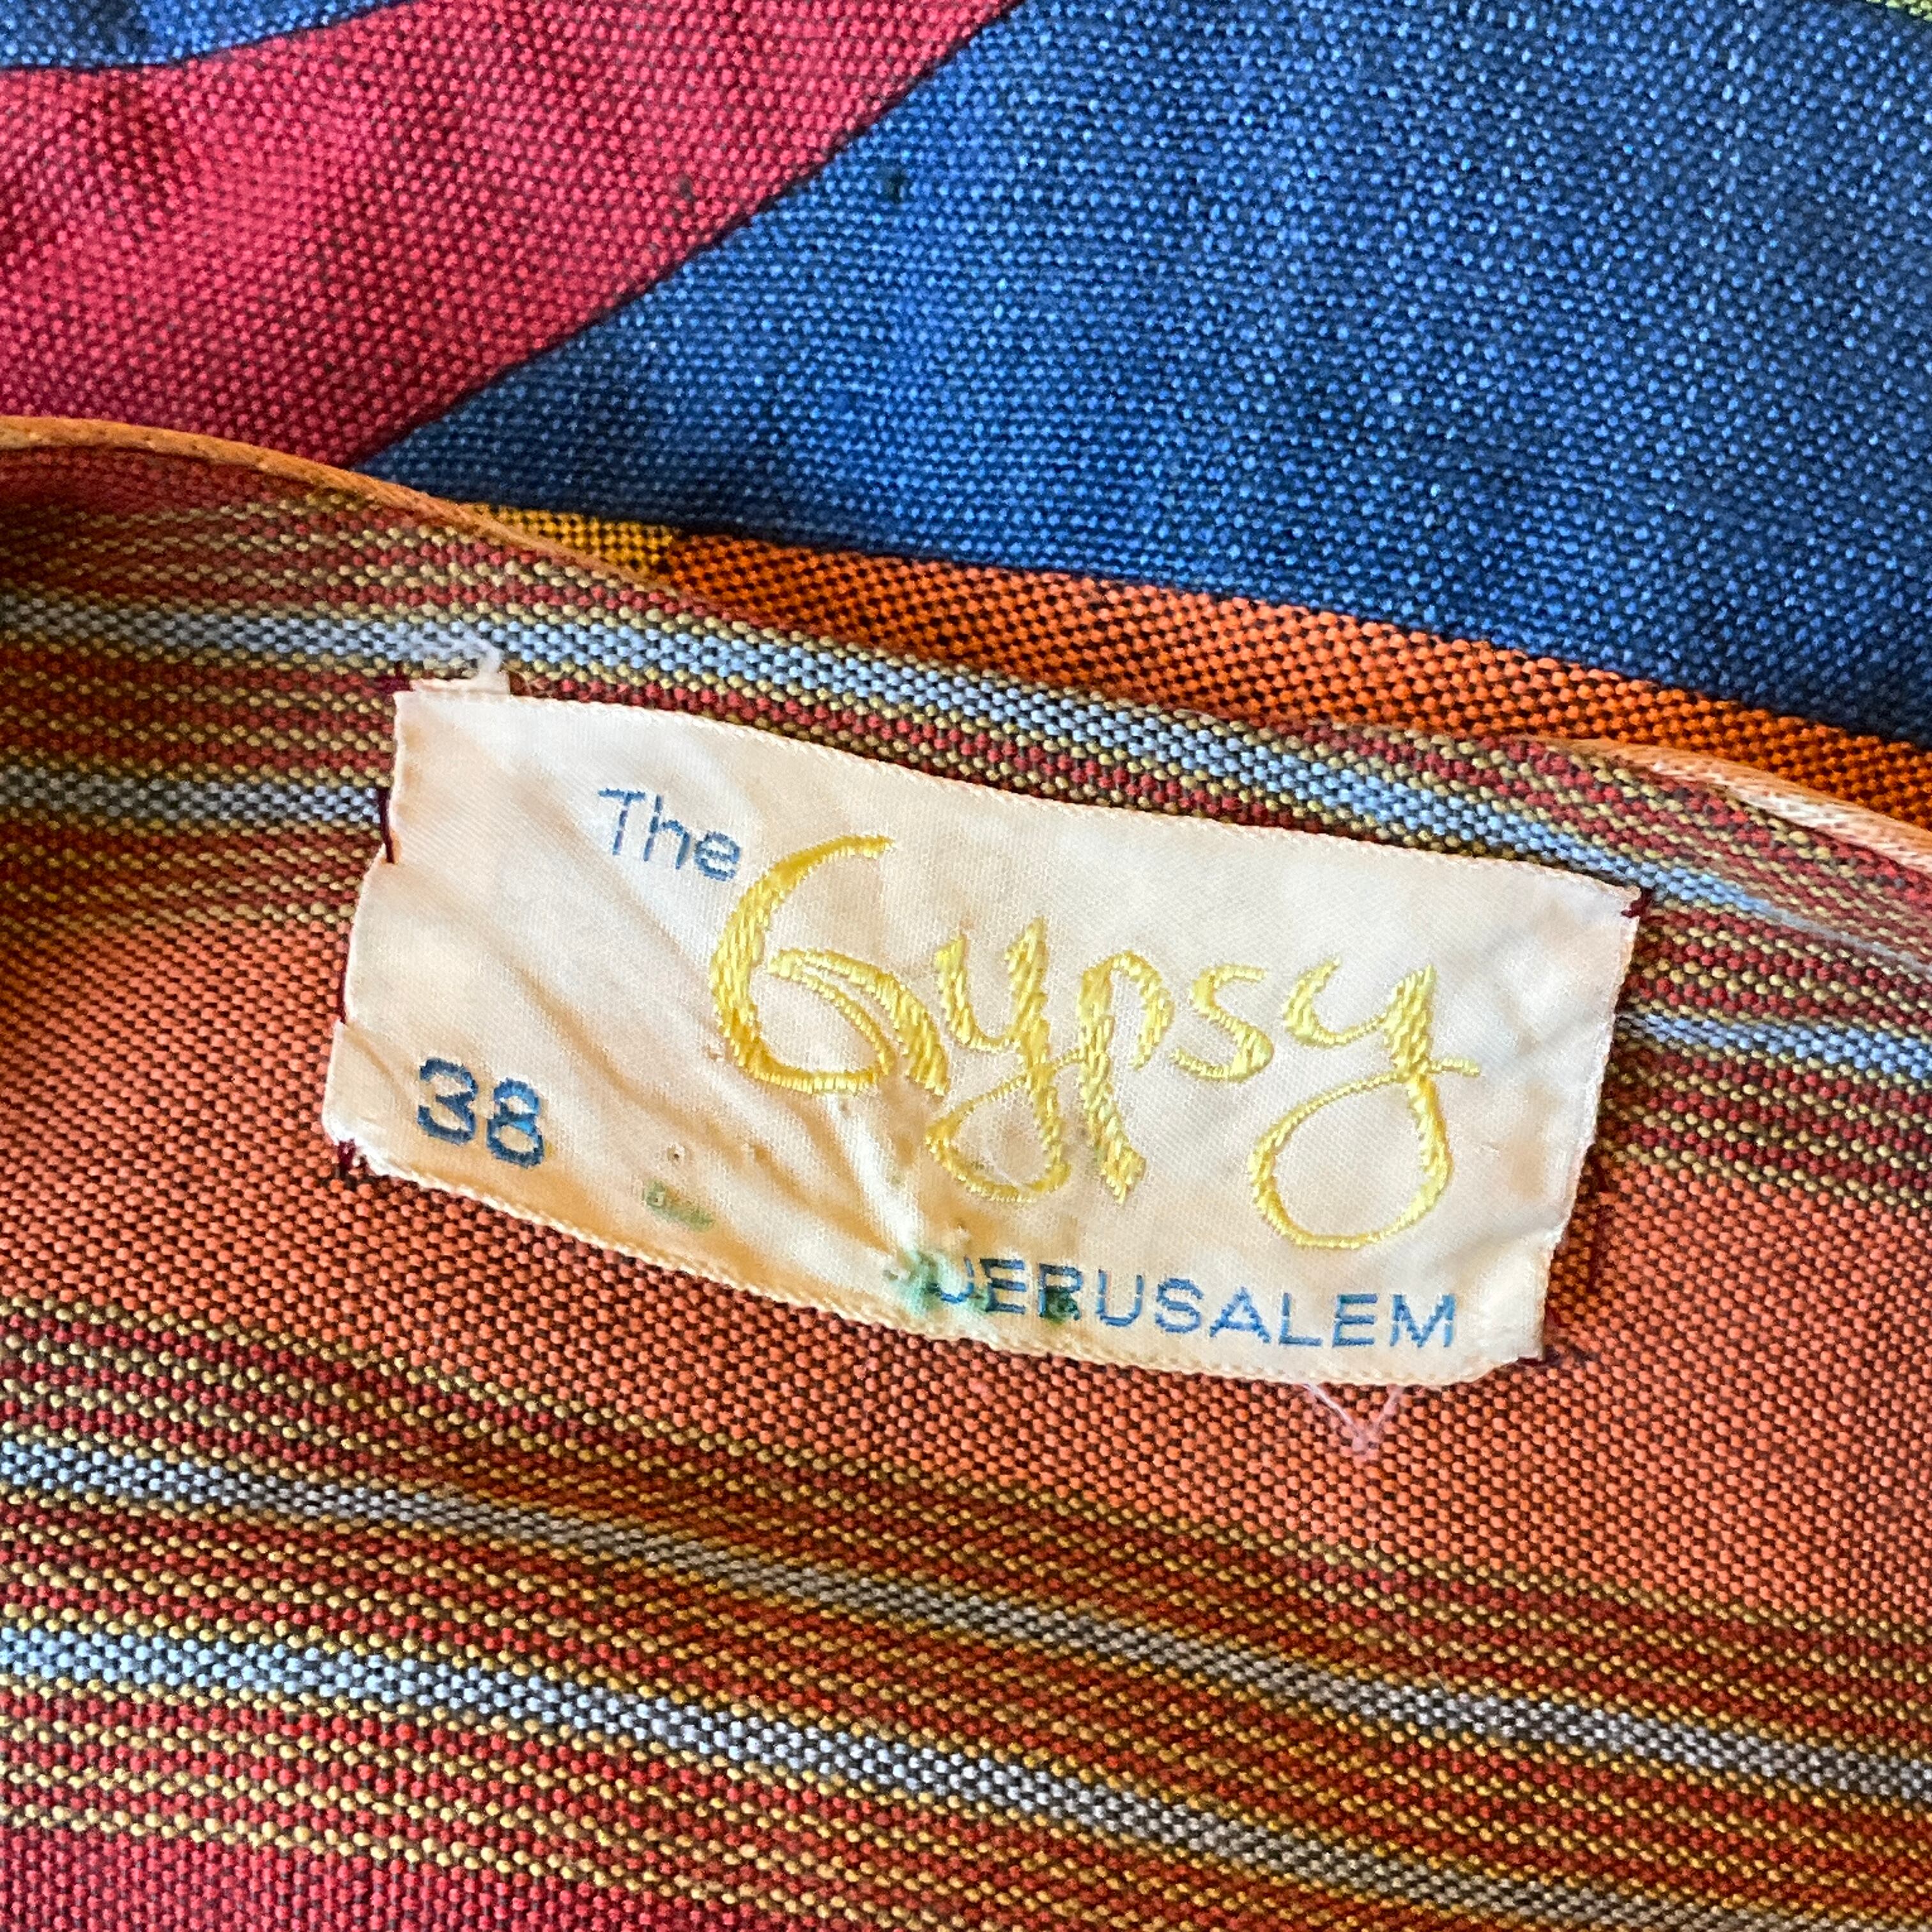 The Gypsy
38
JERUSALEM